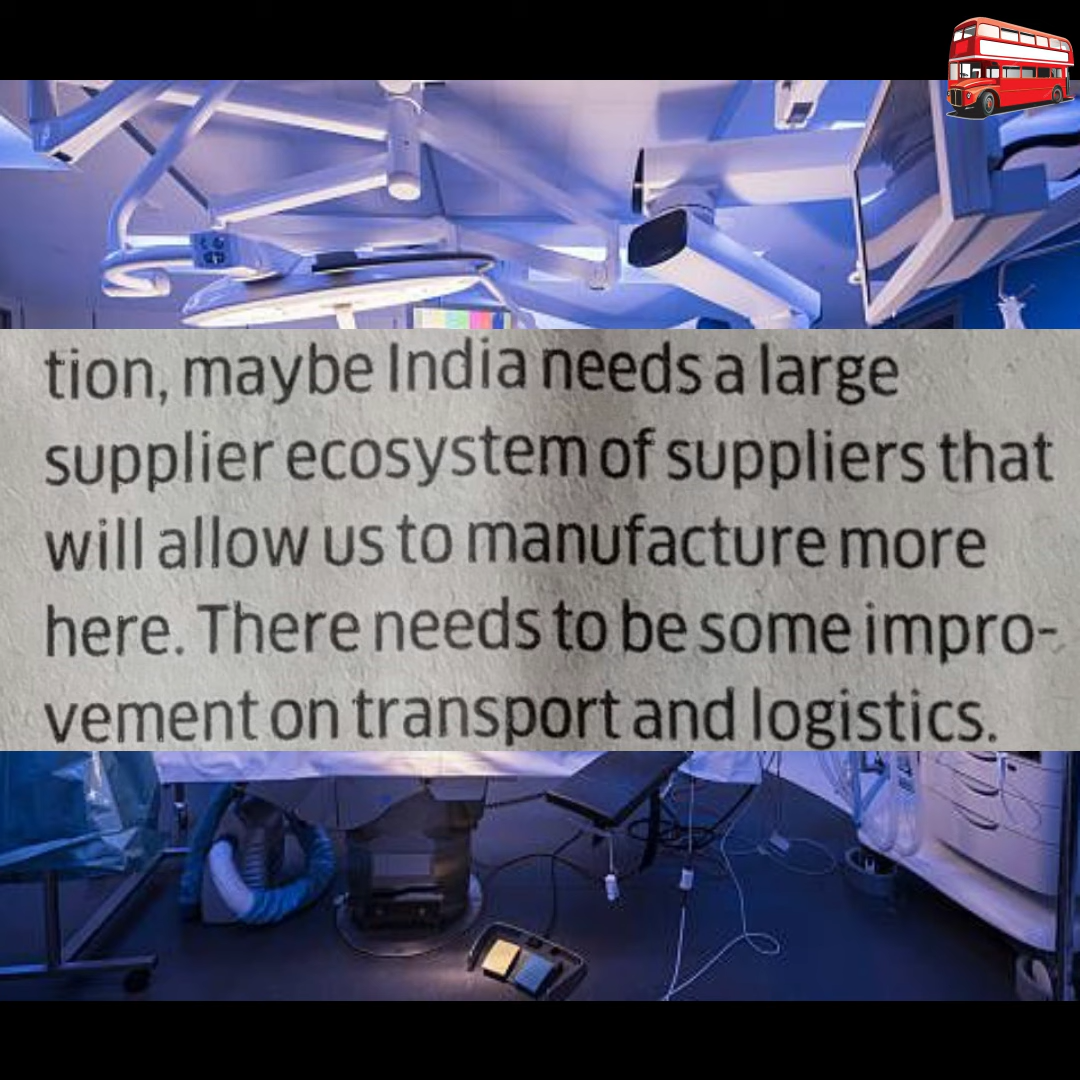 tion, maybe India needs a large
supplier ecosystem of suppliers that
will allow us to manufacture more
here. There needs to be some impro-
vement on transport and logistics.